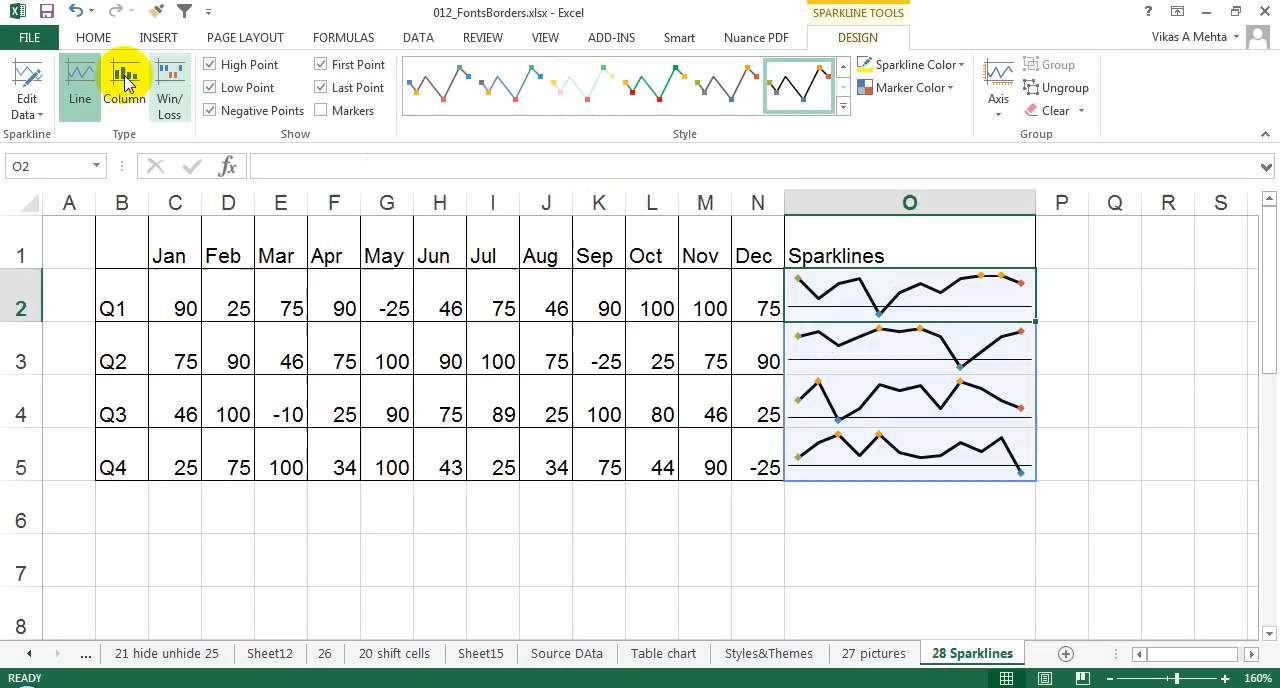 012_FontsBorders.xlsx - Excel
SPARKLINE TOOLS
?
FILE HOME INSERT PAGE LAYOUT FORMULAS DATA REVIEW VIEW ADD-INS Smart Nuance PDF DESIGN Vikas A Mehta
Edit Data
Line
Column
Win/ Loss
High Point
First Point
Low Point
Last Point
Negative Points
Markers
Sparkline Color
Marker Color
Axis
Group
Ungroup
Clear
Sparkline Type Show Style Group
O2 fx
A B C D E F G H I J K L M N O P Q R S
1 Jan Feb Mar Apr May Jun Jul Aug Sep Oct Nov Dec Sparklines
2 Q1 90 25 75 90 -25 46 75 46 90 100 100 75
3 Q2 75 90 46 75 100 90 100 75 -25 25 75 90
4 Q3 46 100 -10 25 90 75 89 25 100 80 46 25
5 Q4 25 75 100 34 100 43 25 34 75 44 90 -25
6
7
8
... 21 hide unhide 25 Sheet12 26 20 shift cells Sheet15 Source DAta Table chart Styles&Themes 27 pictures 28 Sparklines
READY 160%